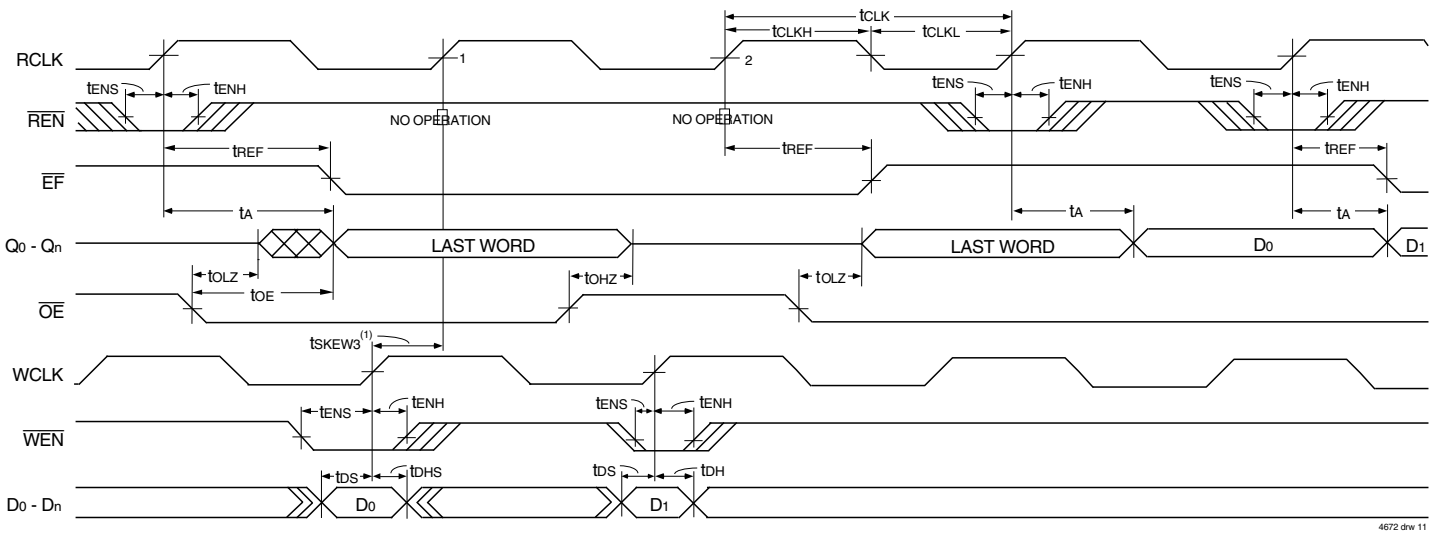 tCLK
tCLKH tCLKL
RCLK 1 2
tENS tENH tENS tENH tENS tENH
REN NO OPERATION NO OPERATION
tREF tREF tREF
EF
tA tA tA
Q0 - Qn LAST WORD LAST WORD D0 D1
tOLZ tOHZ tOLZ
tOE
OE
tSKEW3(1)
WCLK
tENS tENH tENS tENH
WEN
tDS tDHS tDS tDH
D0 - Dn D0 D1
4672 drw 11